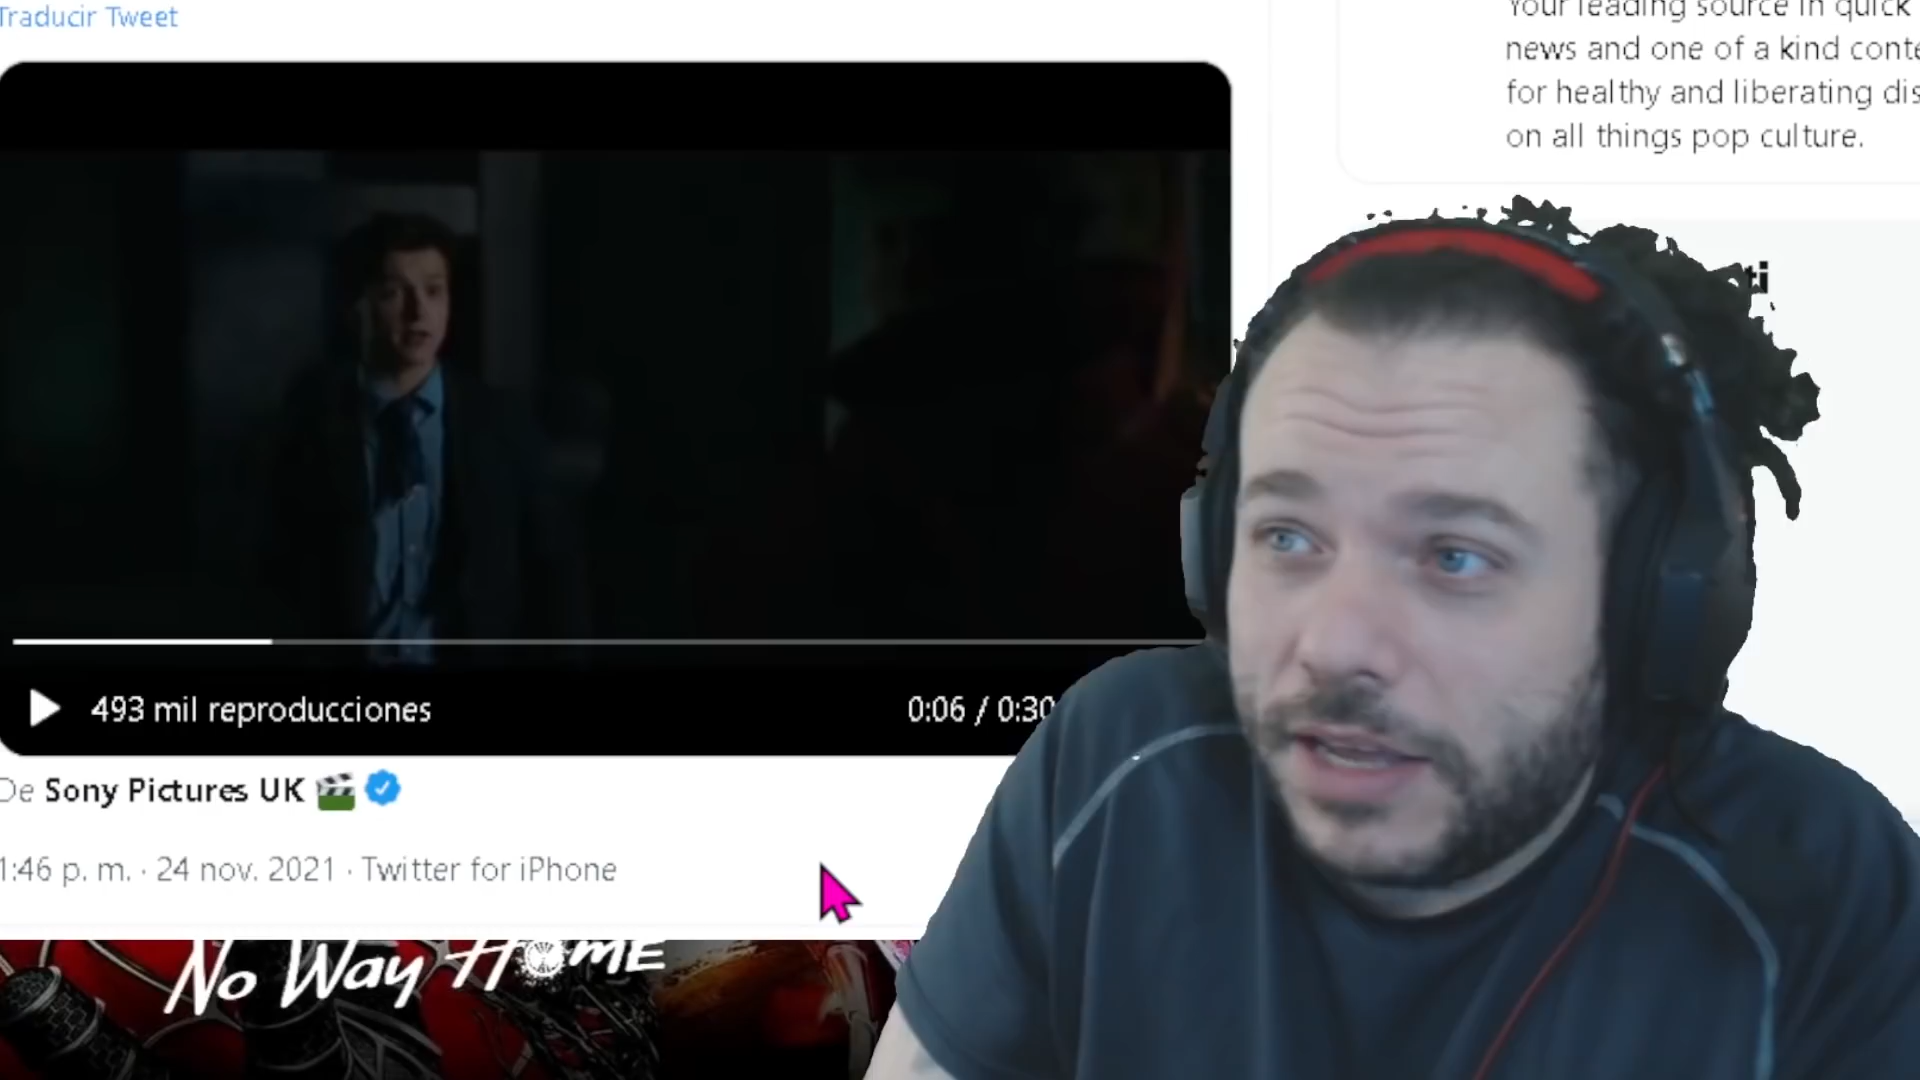 Traducir Tweet
Your leading source in quick
news and one of a kind
for healthy and liberating
on all things pop culture.
493 mil reproducciones
0:06 / 0:30
De Sony Pictures UK 🎬
1:46 p. m. · 24 nov. 2021 · Twitter for iPhone
No Way Home